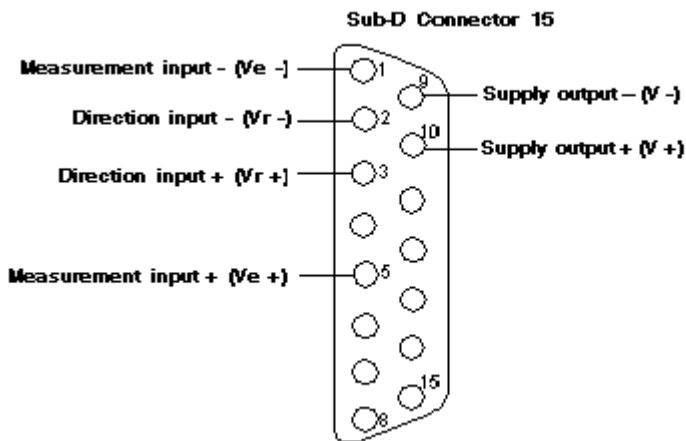 Sub-D Connector 15
Measurement input - (Ve -)
1
9
Supply output – (V -)
Direction input - (Vr -)
2
10
Supply output + (V +)
Direction input + (Vr +)
3
Measurement input + (Ve +)
5
15
8